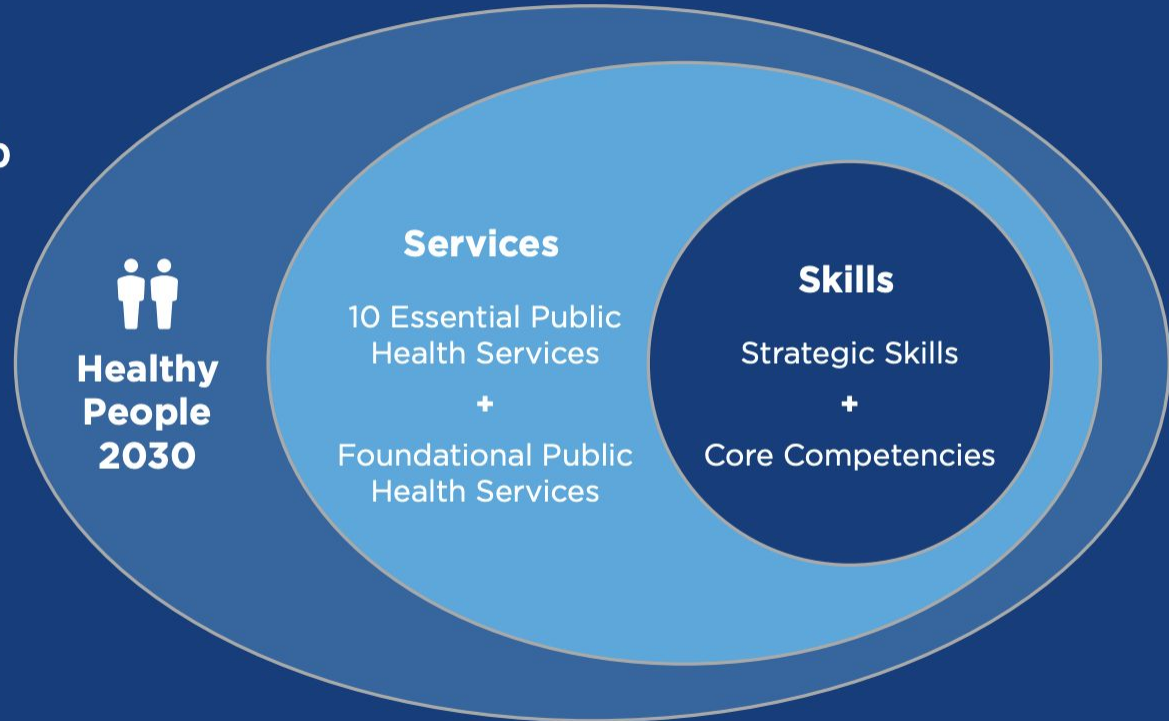 Healthy
People
2030
Services
10 Essential Public
Health Services
+
Foundational Public
Health Services
Skills
Strategic Skills
+
Core Competencies